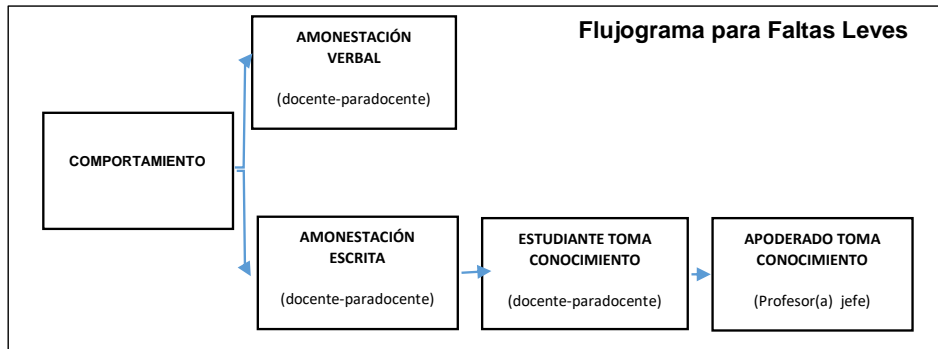 Flujograma para Faltas Leves
AMONESTACIÓN
VERBAL
(docente-paradocente)
COMPORTAMIENTO
AMONESTACIÓN
ESCRITA
(docente-paradocente)
ESTUDIANTE TOMA
CONOCIMIENTO
(docente-paradocente)
APODERADO TOMA
CONOCIMIENTO
(Profesor(a) jefe)